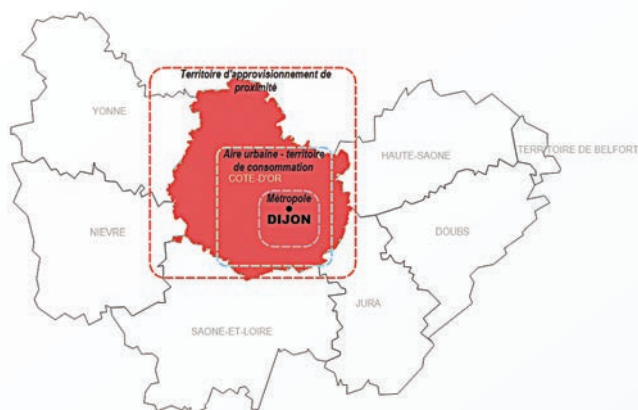 Territoire d'approvisionnement de
proximité
YONNE
Aire urbaine - territoire
de consommation
COTE-D'OR
HAUTE-SAONE
TERRITOIRE DE BELFORT
Métropole
DIJON
NIEVRE
DOUBS
JURA
SAONE-ET-LOIRE